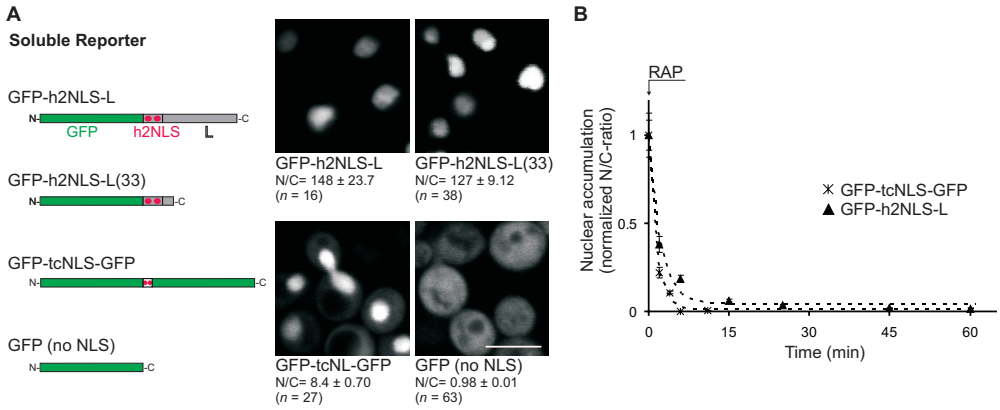 A
Soluble Reporter
GFP-h2NLS-L
N- -C
GFP h2NLS L
GFP-h2NLS-L(33)
N- -C
GFP-tcNLS-GFP
N- -C
GFP (no NLS)
N- -C
GFP-h2NLS-L
N/C= 148 ± 23.7
(n = 16)
GFP-h2NLS-L(33)
N/C= 127 ± 9.12
(n = 38)
GFP-tcNL-GFP
N/C= 8.4 ± 0.70
(n = 27)
GFP (no NLS)
N/C= 0.98 ± 0.01
(n = 63)
B
RAP
Nuclear accumulation
(normalized N/C-ratio)
1
0.5
0
GFP-tcNLS-GFP
GFP-h2NLS-L
0 15 30 45 60
Time (min)